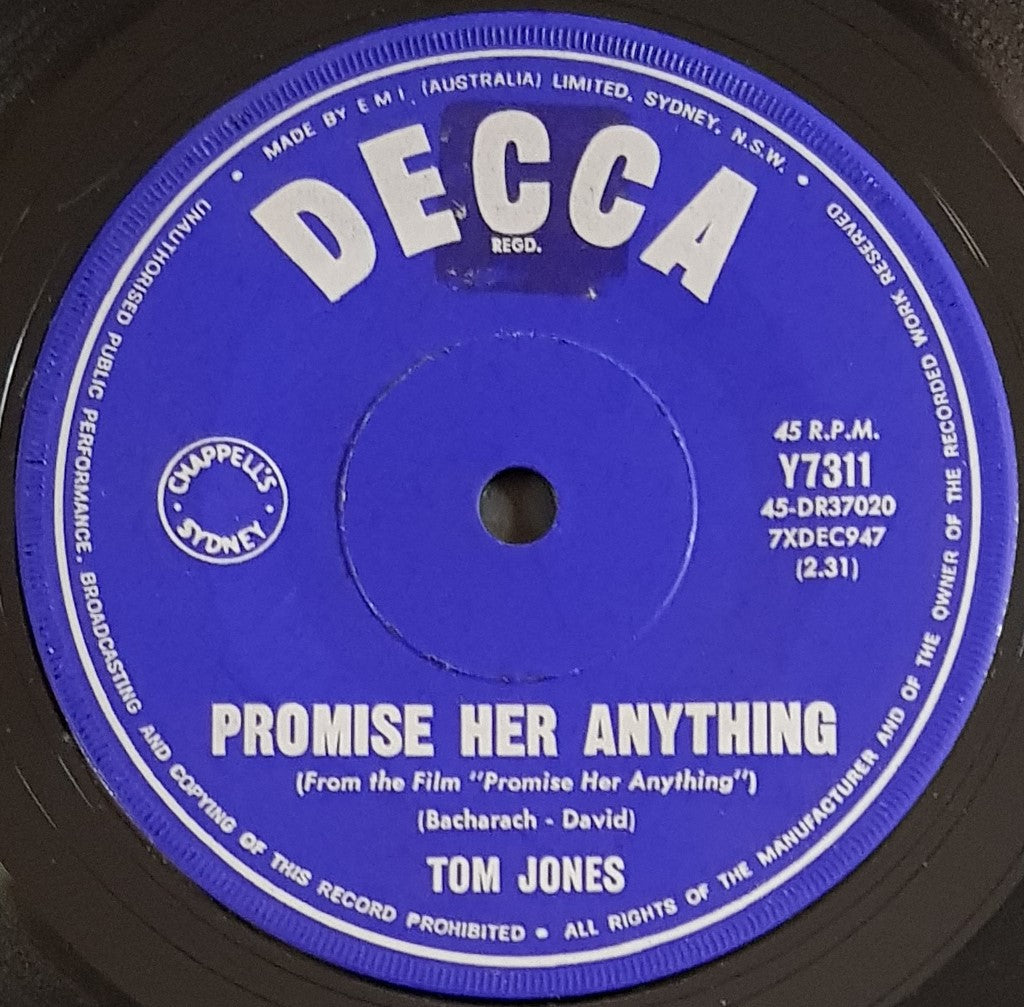 MADE BY E M I. (AUSTRALIA) LIMITED. SYDNEY. N.S.W.
DECCA
REGD.
CHAPPELL'S
SYDNEY
45 R.P.M.
Y7311
45-DR37020
7XDEC947
(2.31)
PROMISE HER ANYTHING
(From the Film "Promise Her Anything")
(Bacharach - David)
TOM JONES
UNAUTHORISED PUBLIC PERFORMANCE. BROADCASTING AND COPYING OF THIS RECORD PROHIBITED • ALL RIGHTS OF THE MANUFACTURER AND OF THE OWNER OF THE RECORDED WORK RESERVED